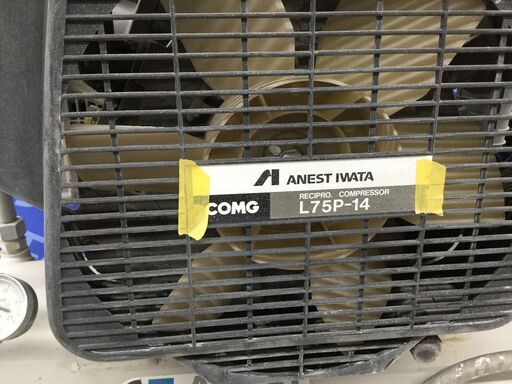 ANEST IWATA
COMG
RECIPRO. COMPRESSOR
L75P-14